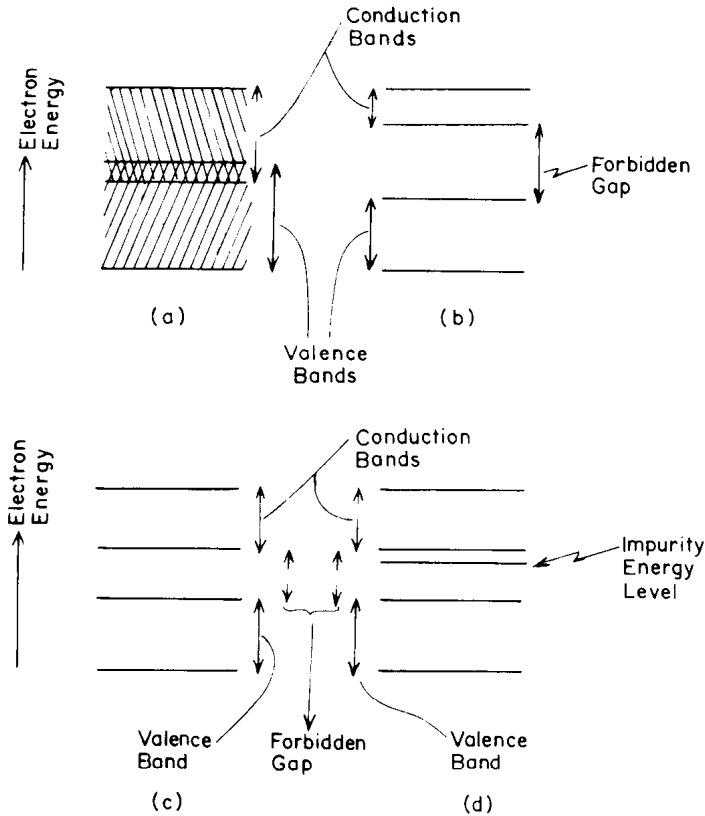 Conduction
Bands
Electron
Energy
Forbidden
Gap
(a)
(b)
Valence
Bands
Conduction
Bands
Electron
Energy
Impurity
Energy
Level
Valence
Band
Forbidden
Gap
Valence
Band
(c)
(d)